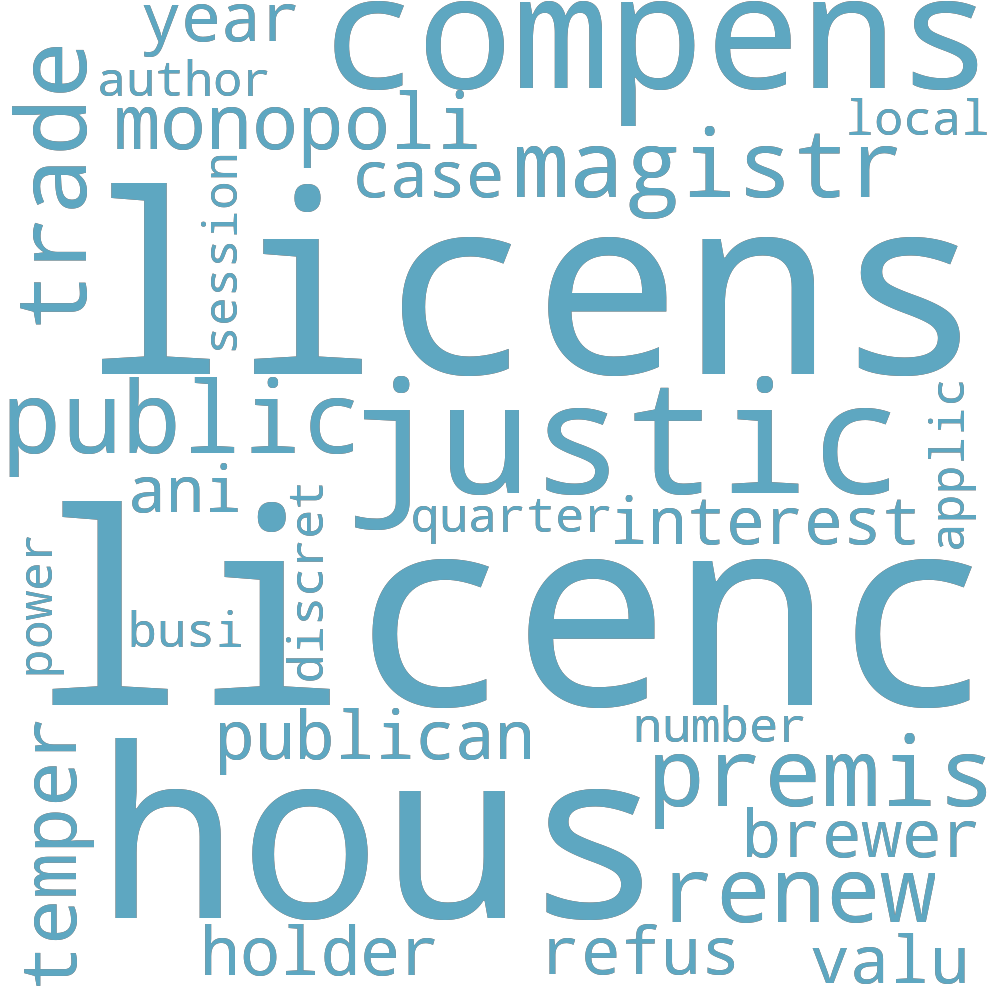 year
compens
author
trade
monopoli
local
case
magistr
session
licens
public
justic
applic
ani
quarter
interest
discret
power
licenc
busi
publican
number
temper
hous
premis
brewer
renew
holder
refus
valu